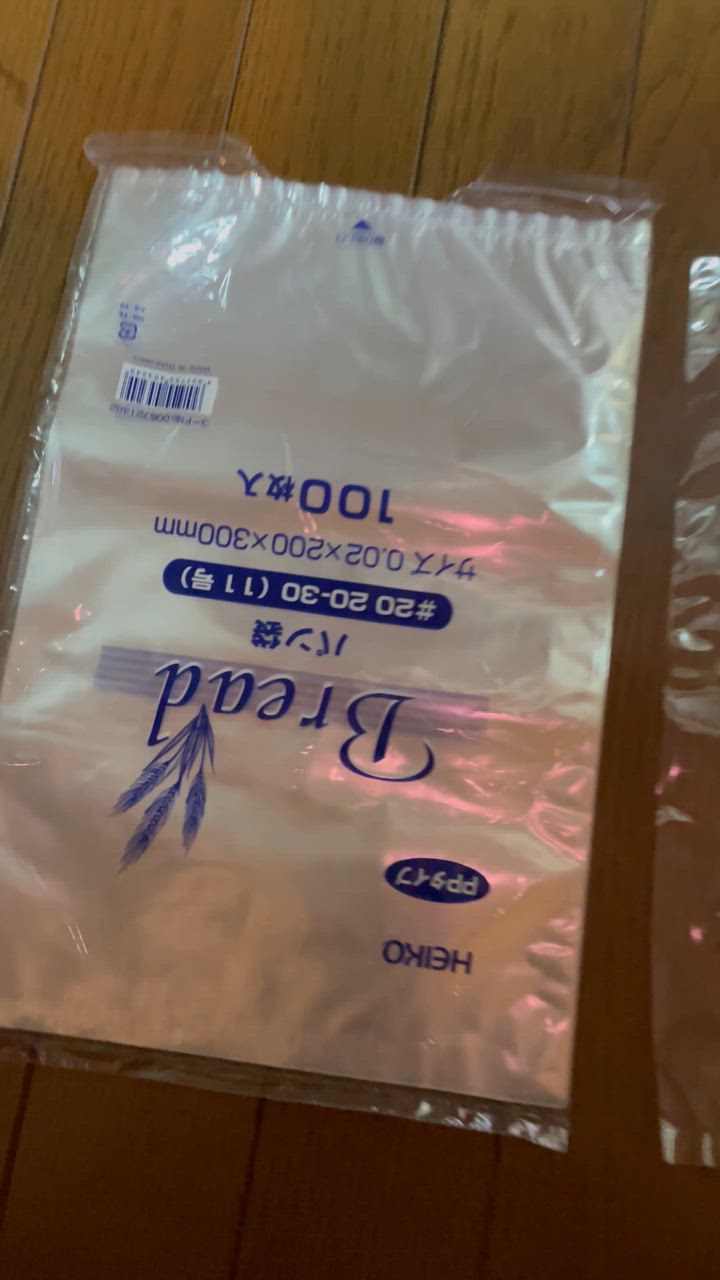 HEIKO
PPタイプ
Bread
パン袋
#20 20-30 (11号)
サイズ 0.02×200×300mm
100枚入